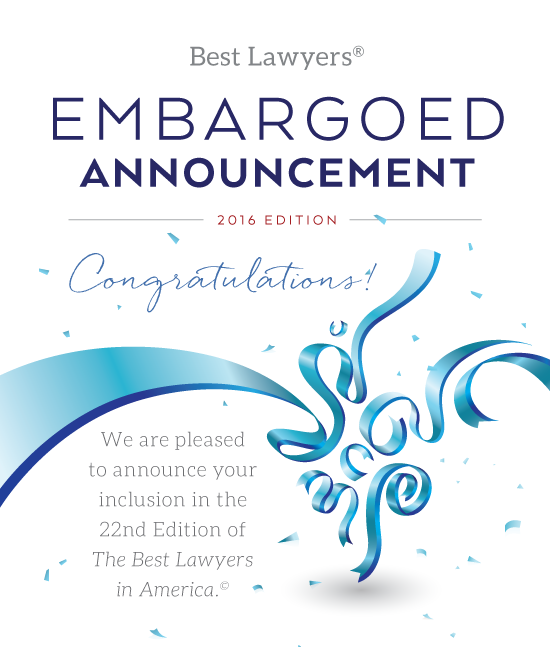 Best Lawyers®
EMBARGOED
ANNOUNCEMENT
2016 EDITION
Congratulations!
We are pleased
to announce your
inclusion in the
22nd Edition of
The Best Lawyers
in America.©